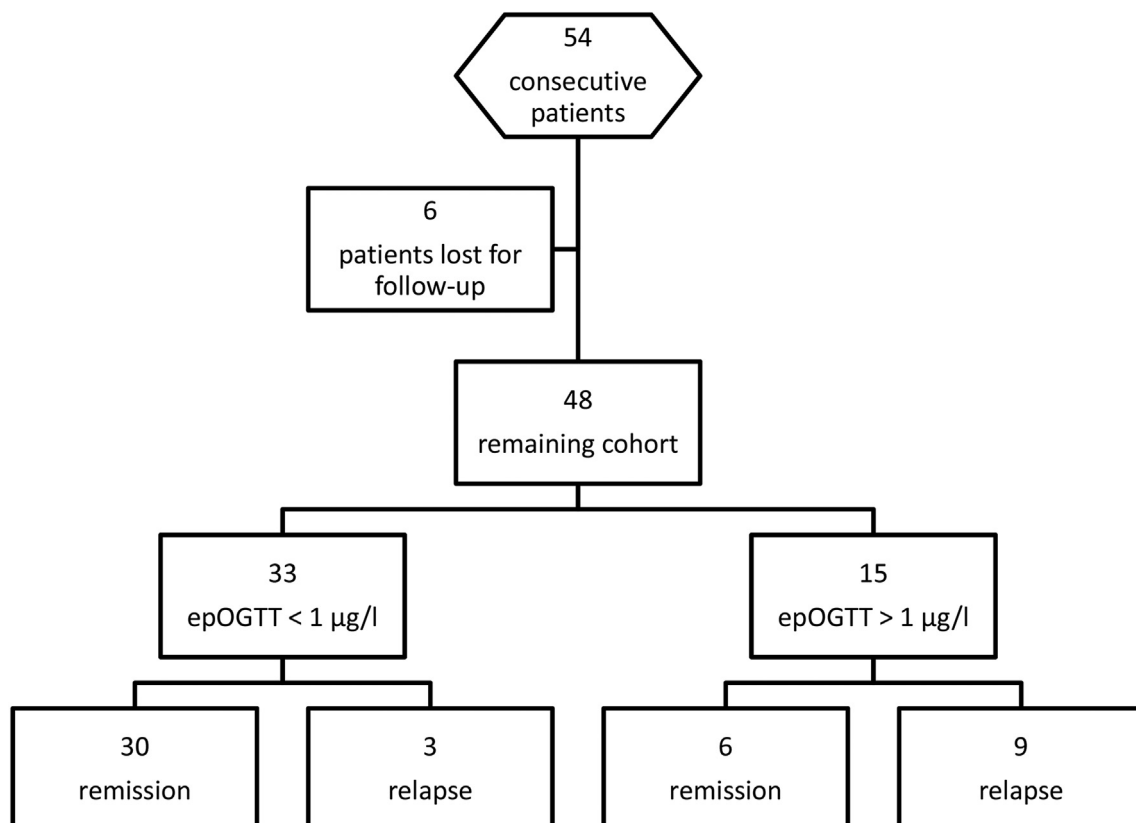 54
consecutive
patients
6
patients lost for
follow-up
48
remaining cohort
33
epOGTT < 1 µg/l
15
epOGTT > 1 µg/l
30
remission
3
relapse
6
remission
9
relapse